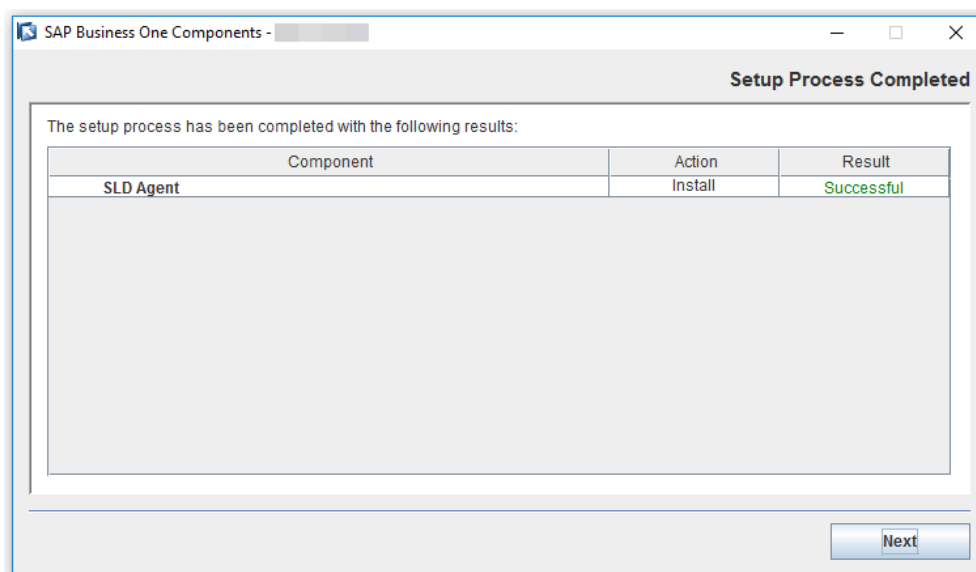 SAP Business One Components -
Setup Process Completed
The setup process has been completed with the following results:
Component Action Result
SLD Agent Install Successful
Next